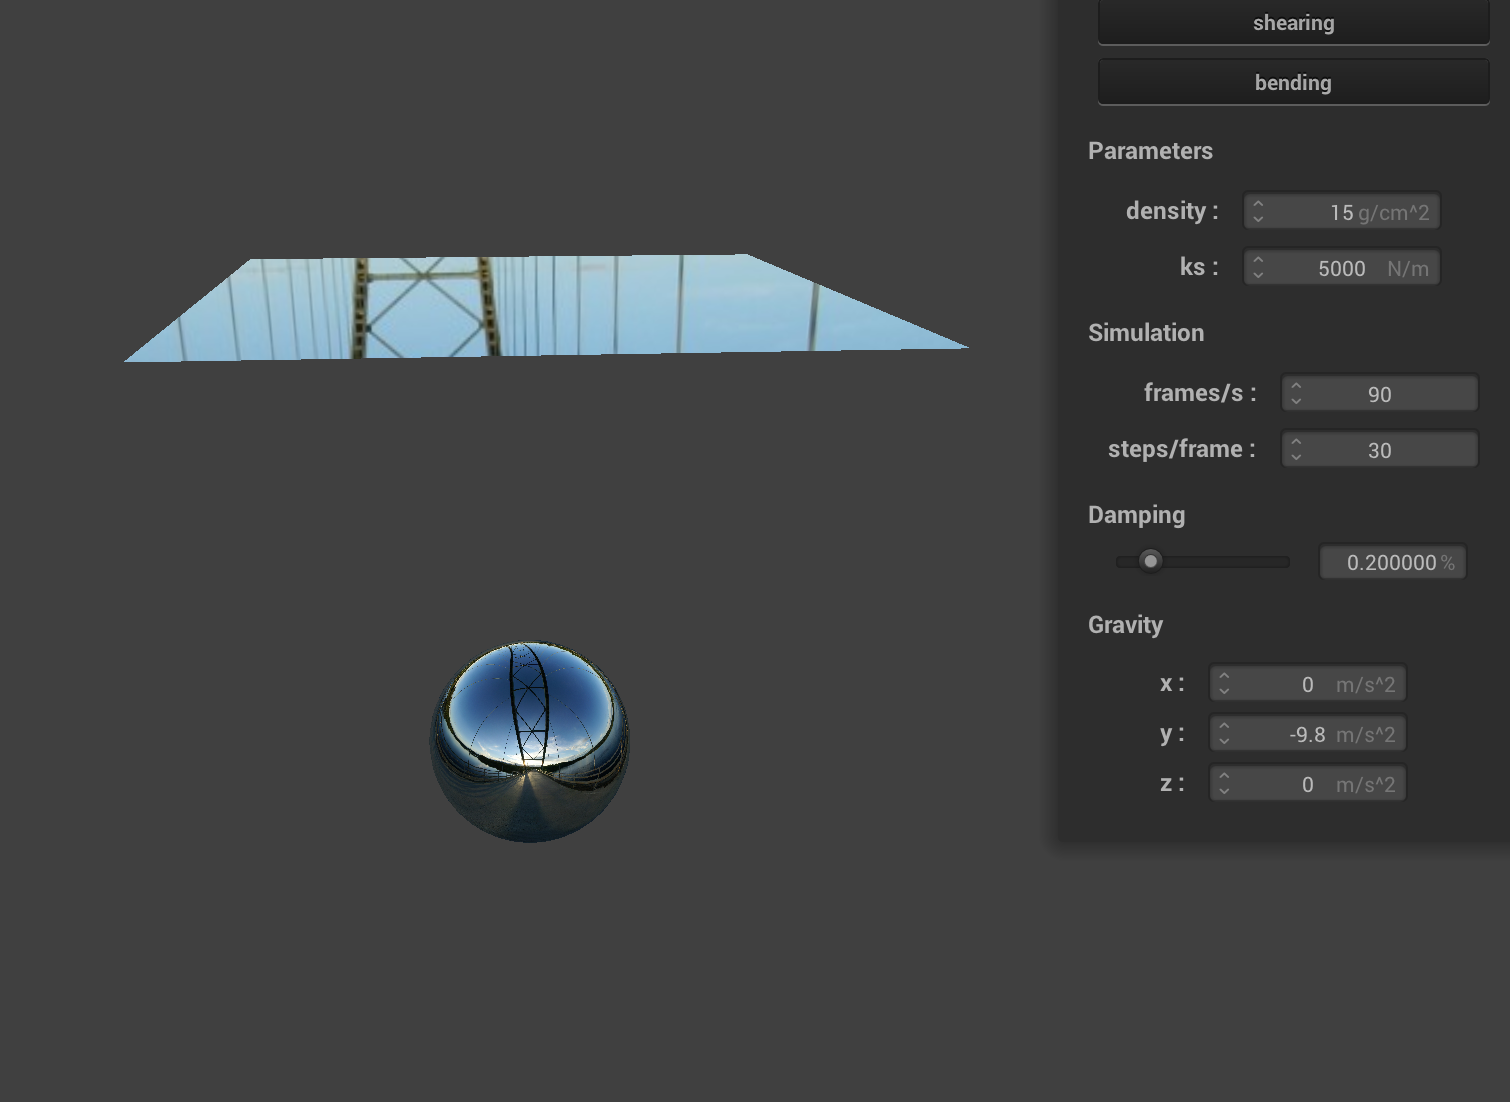 shearing
bending
Parameters
density : 15 g/cm^2
ks : 5000 N/m
Simulation
frames/s : 90
steps/frame : 30
Damping
0.200000 %
Gravity
x : 0 m/s^2
y : -9.8 m/s^2
z : 0 m/s^2